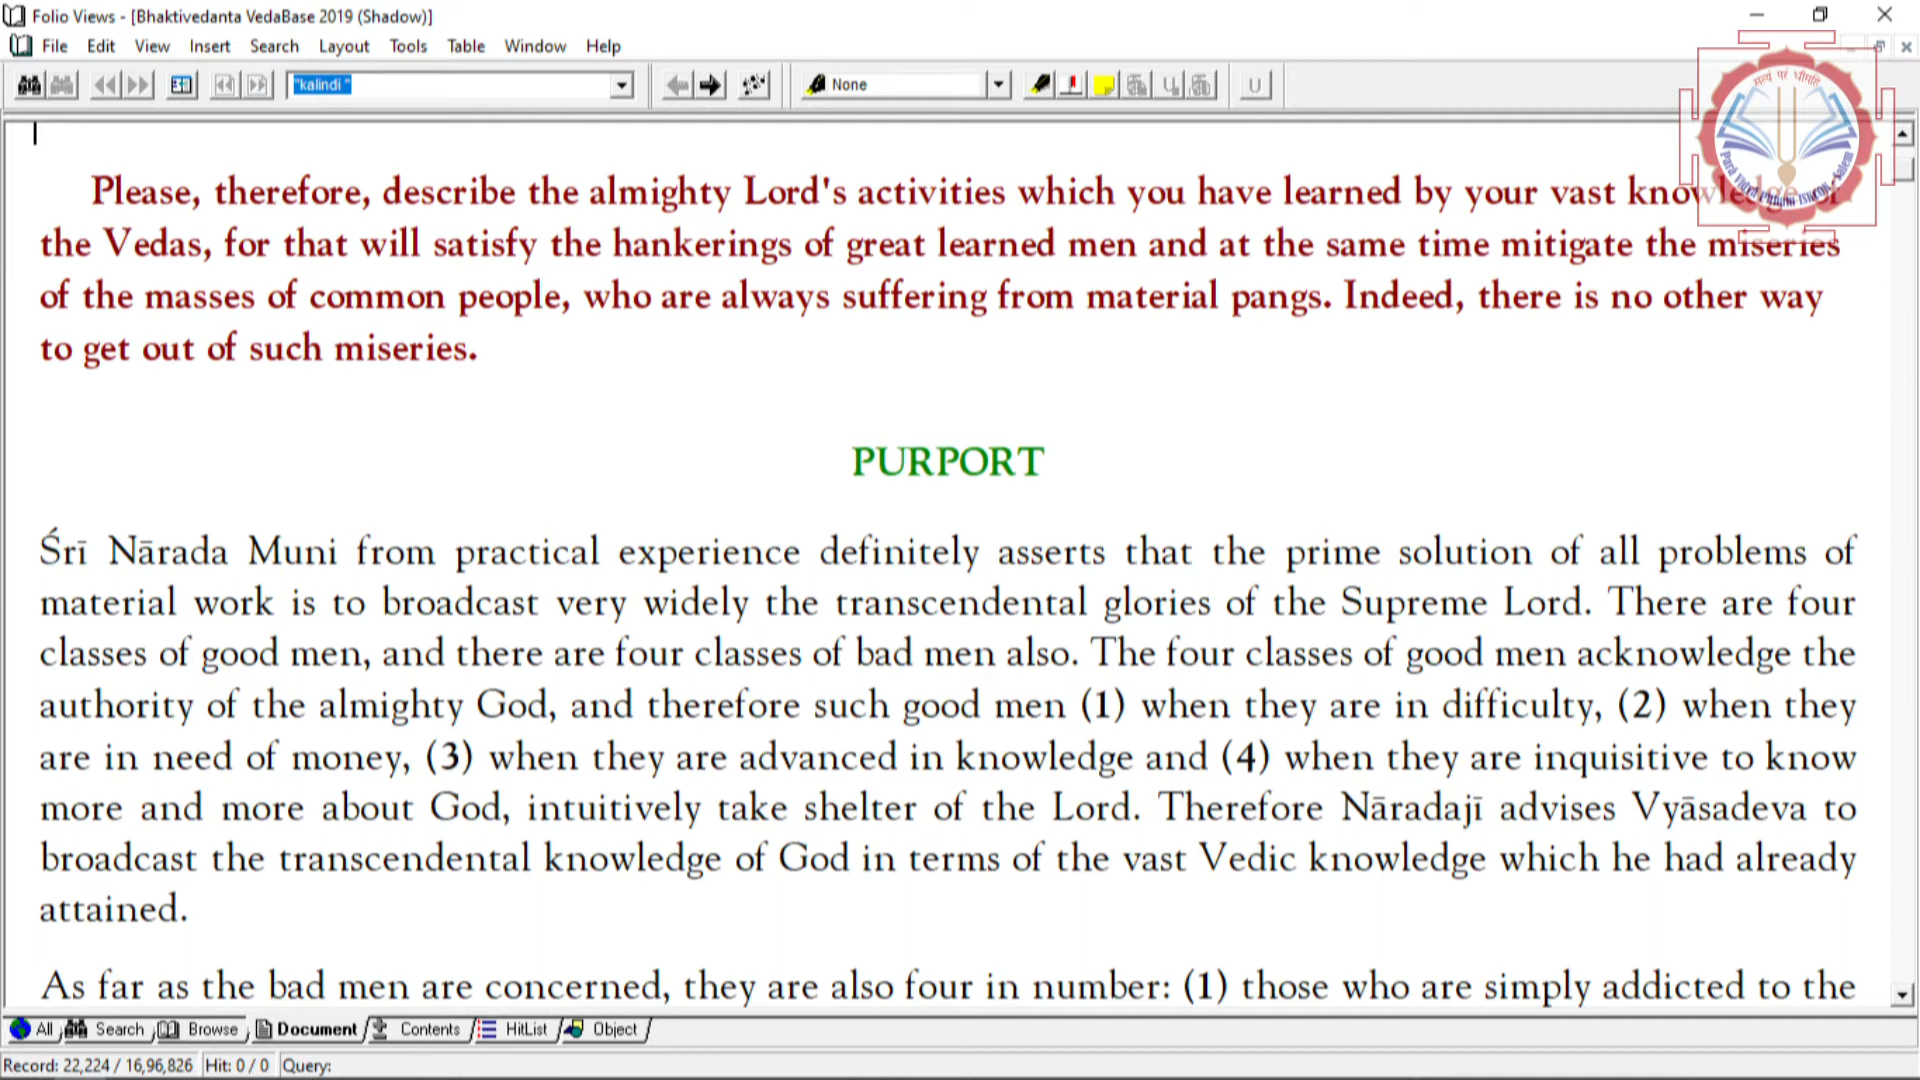 Folio Views - [Bhaktivedanta VedaBase 2019 (Shadow)]
File Edit View Insert Search Layout Tools Table Window Help
"kalindi "
None
U
सत्यं परं धीमहि
Para Vidya Pitham ISKCON - Salem
Please, therefore, describe the almighty Lord's activities which you have learned by your vast knowledge of
the Vedas, for that will satisfy the hankerings of great learned men and at the same time mitigate the miseries
of the masses of common people, who are always suffering from material pangs. Indeed, there is no other way
to get out of such miseries.
PURPORT
Śrī Nārada Muni from practical experience definitely asserts that the prime solution of all problems of
material work is to broadcast very widely the transcendental glories of the Supreme Lord. There are four
classes of good men, and there are four classes of bad men also. The four classes of good men acknowledge the
authority of the almighty God, and therefore such good men (1) when they are in difficulty, (2) when they
are in need of money, (3) when they are advanced in knowledge and (4) when they are inquisitive to know
more and more about God, intuitively take shelter of the Lord. Therefore Nāradajī advises Vyāsadeva to
broadcast the transcendental knowledge of God in terms of the vast Vedic knowledge which he had already
attained.
As far as the bad men are concerned, they are also four in number: (1) those who are simply addicted to the
All Search Browse Document Contents HitList Object
Record: 22,224 / 16,96,826 Hit: 0 / 0 Query: